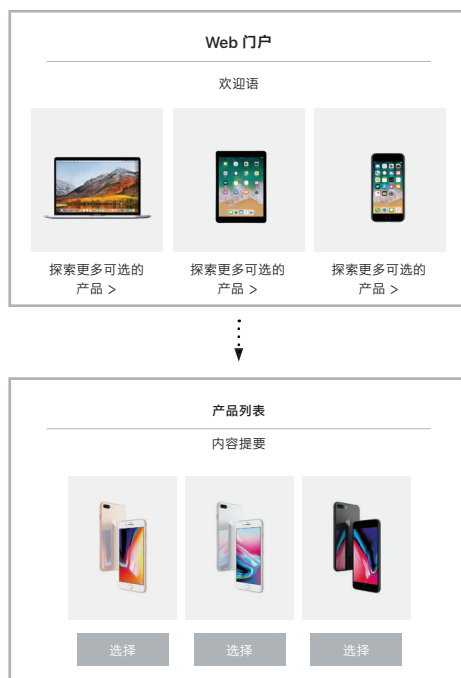 Web 门户
欢迎语
探索更多可选的
产品 >
探索更多可选的
产品 >
探索更多可选的
产品 >
产品列表
内容提要
选择
选择
选择